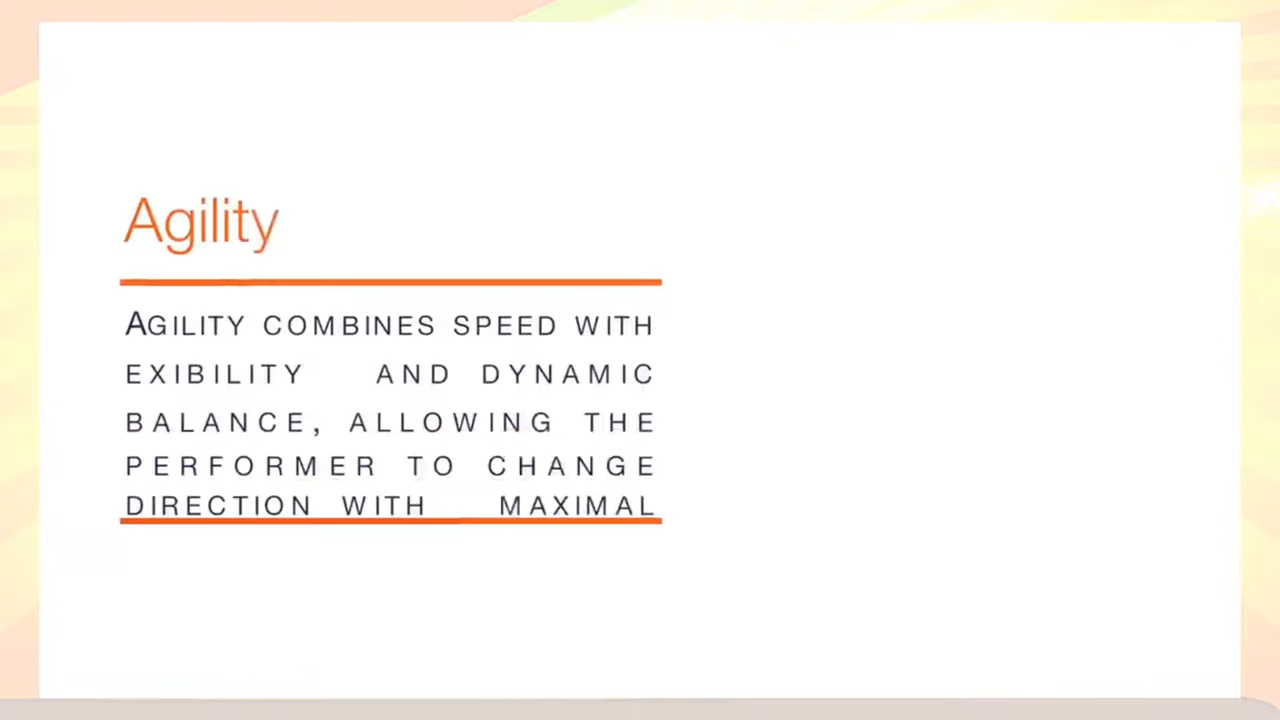 Agility
AGILITY COMBINES SPEED WITH
EXIBILITY AND DYNAMIC
BALANCE, ALLOWING THE
PERFORMER TO CHANGE
DIRECTION WITH MAXIMAL